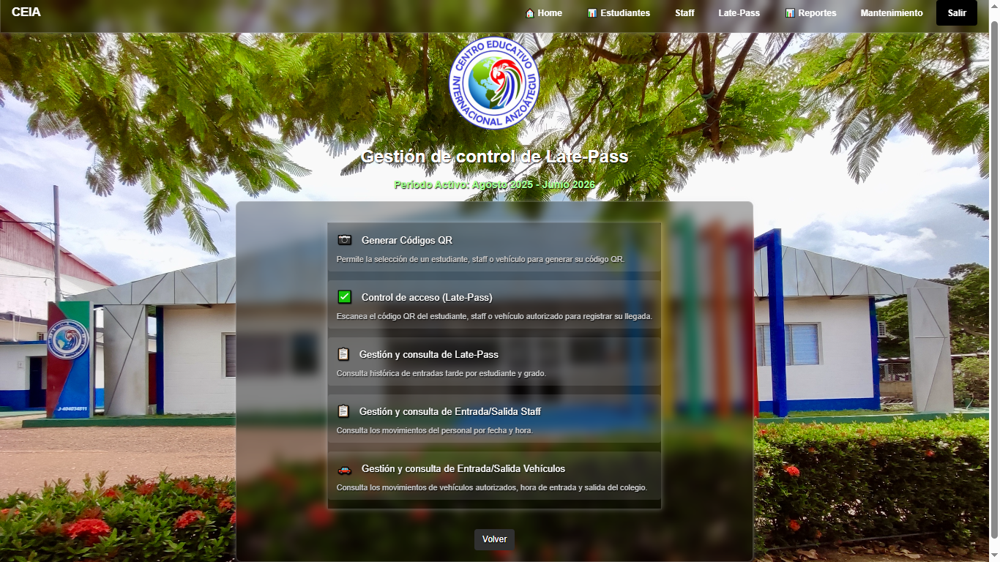 CEIA
Home
Estudiantes
Staff
Late-Pass
Reportes
Mantenimiento
Salir
CENTRO EDUCATIVO
INTERNACIONAL ANZOÁTEGUI
Gestión de control de Late-Pass
Período Activo: Agosto 2025 - Junio 2026
Generar Códigos QR
Permite la selección de un estudiante, staff o vehículo para generar su código QR.
Control de acceso (Late-Pass)
Escanea el código QR del estudiante, staff o vehículo autorizado para registrar su llegada.
Gestión y consulta de Late-Pass
Consulta histórica de entradas tarde por estudiante y grado.
Gestión y consulta de Entrada/Salida Staff
Consulta los movimientos del personal por fecha y hora.
Gestión y consulta de Entrada/Salida Vehículos
Consulta los movimientos de vehículos autorizados, hora de entrada y salida del colegio.
Volver